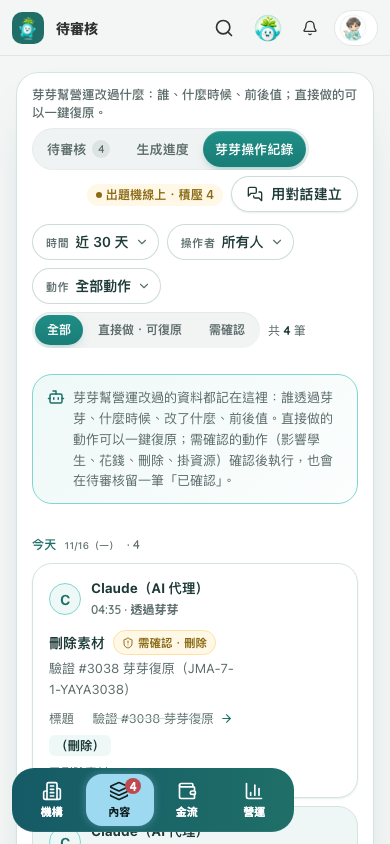 待審核
芽芽幫營運改過什麼：誰、什麼時候、前後值；直接做的可
以一鍵復原。
待審核 4 生成進度 芽芽操作紀錄
出題機線上 · 積壓 4 用對話建立
時間 近 30 天 操作者 所有人
動作 全部動作
全部 直接做 · 可復原 需確認 共 4 筆
芽芽幫營運改過的資料都記在這裡：誰透過芽
芽、什麼時候、改了什麼、前後值。直接做的
動作可以一鍵復原；需確認的動作（影響學
生、花錢、刪除、掛資源）確認後執行，也會
在待審核留一筆「已確認」。
今天 11/16（一） · 4
C Claude（AI 代理）
04:35 · 透過芽芽
刪除素材 需確認 · 刪除
驗證 #3038 芽芽復原（JMA-7-
1-YAYA3038）
標題 驗證 #3038 芽芽復原 →
（刪除）
機構 內容 4 金流 營運
Claude（AI 代理）